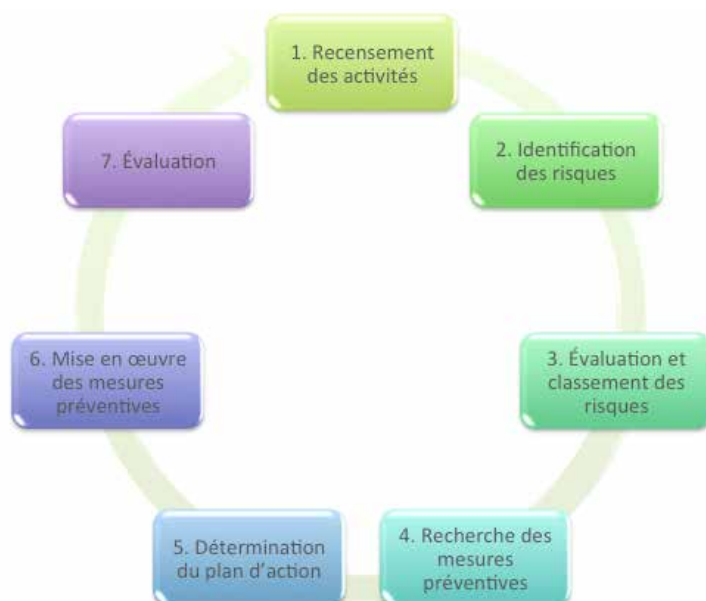 1. Recensement
des activités
2. Identification
des risques
3. Évaluation et
classement des
risques
4. Recherche des
mesures
préventives
5. Détermination
du plan d’action
6. Mise en œuvre
des mesures
préventives
7. Évaluation